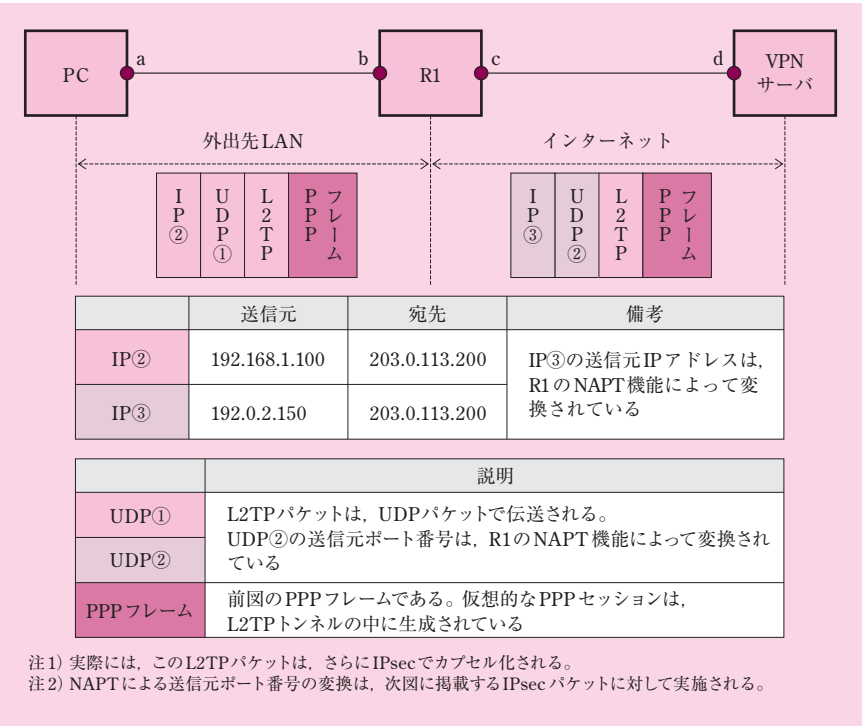 PC
a
b
R1
c
d
VPN
サーバ
外出先LAN
インターネット
IP②
UDP①
L2TP
PPP
フレーム
IP③
UDP②
L2TP
PPP
フレーム
送信元
宛先
備考
IP②
192.168.1.100
203.0.113.200
IP③の送信元IPアドレスは，
R1のNAPT機能によって変
換されている
IP③
192.0.2.150
203.0.113.200
説明
UDP①
L2TPパケットは，UDPパケットで伝送される。
UDP②の送信元ポート番号は，R1のNAPT機能によって変換され
ている
UDP②
PPPフレーム
前図のPPPフレームである。仮想的なPPPセッションは，
L2TPトンネルの中に生成されている
注1）実際には，このL2TPパケットは，さらにIPsecでカプセル化される。
注2）NAPTによる送信元ポート番号の変換は，次図に掲載するIPsecパケットに対して実施される。